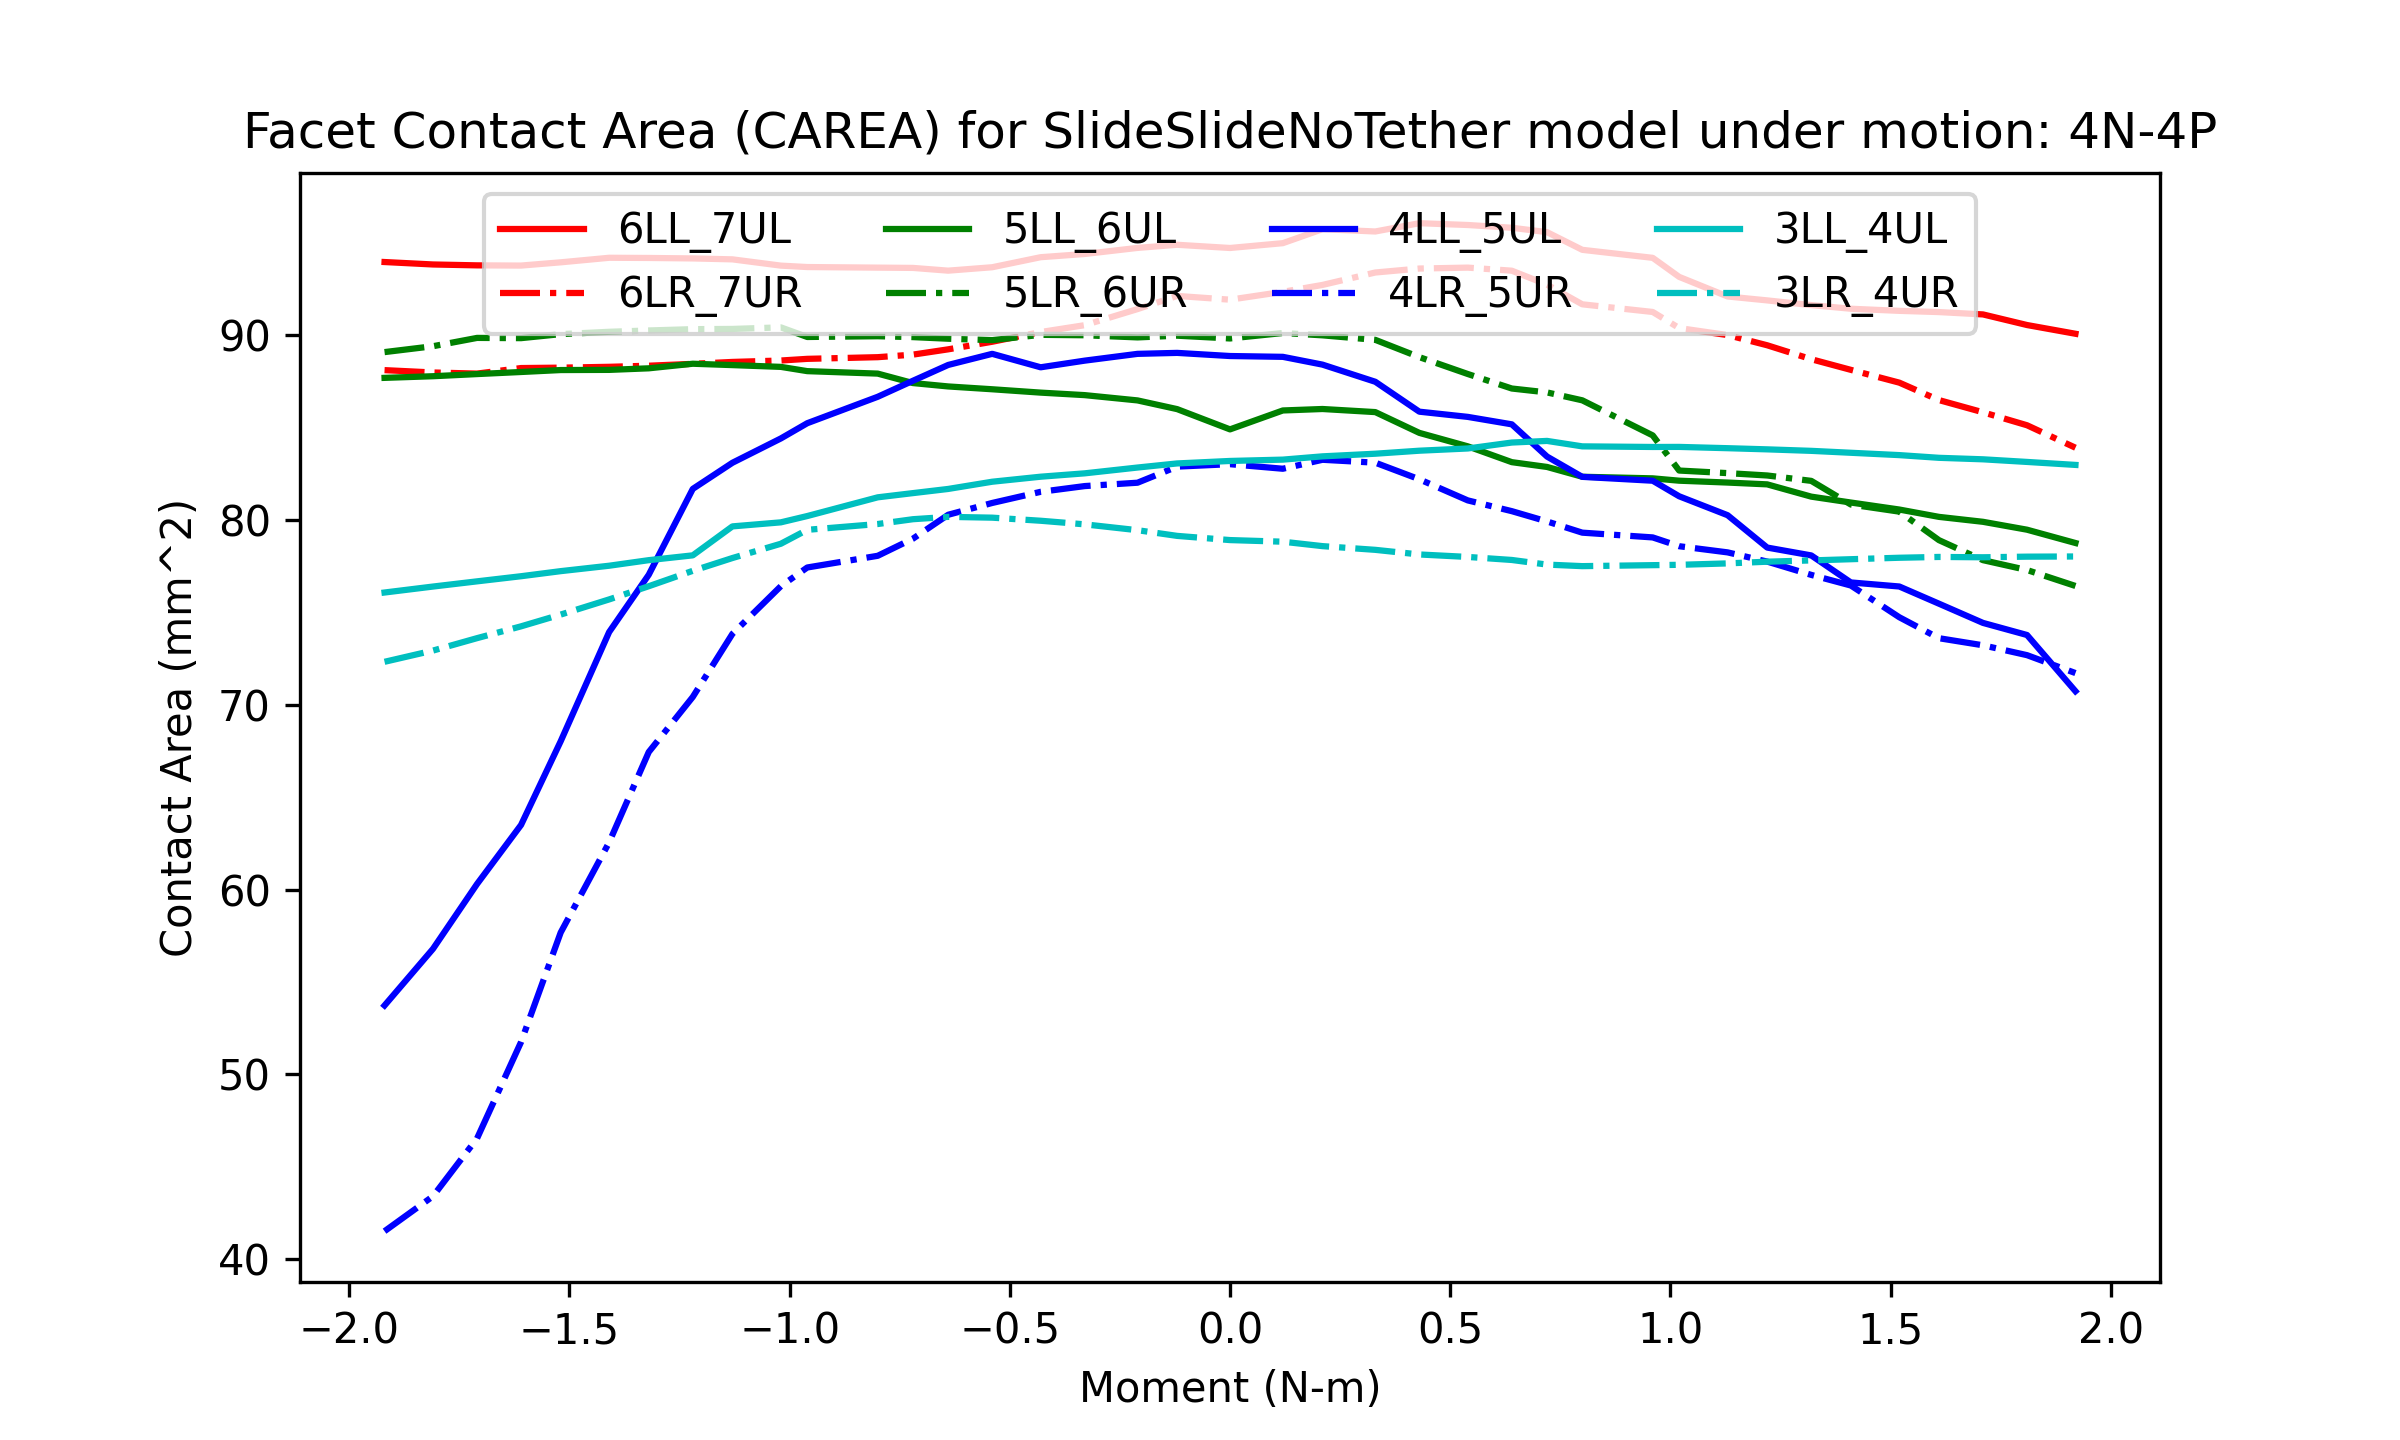 Facet Contact Area (CAREA) for SlideSlideNoTether model under motion: 4N-4P
6LL_7UL 5LL_6UL 4LL_5UL 3LL_4UL
6LR_7UR 5LR_6UR 4LR_5UR 3LR_4UR
90
80
70
60
50
40
Contact Area (mm^2)
−2.0 −1.5 −1.0 −0.5 0.0 0.5 1.0 1.5 2.0
Moment (N-m)